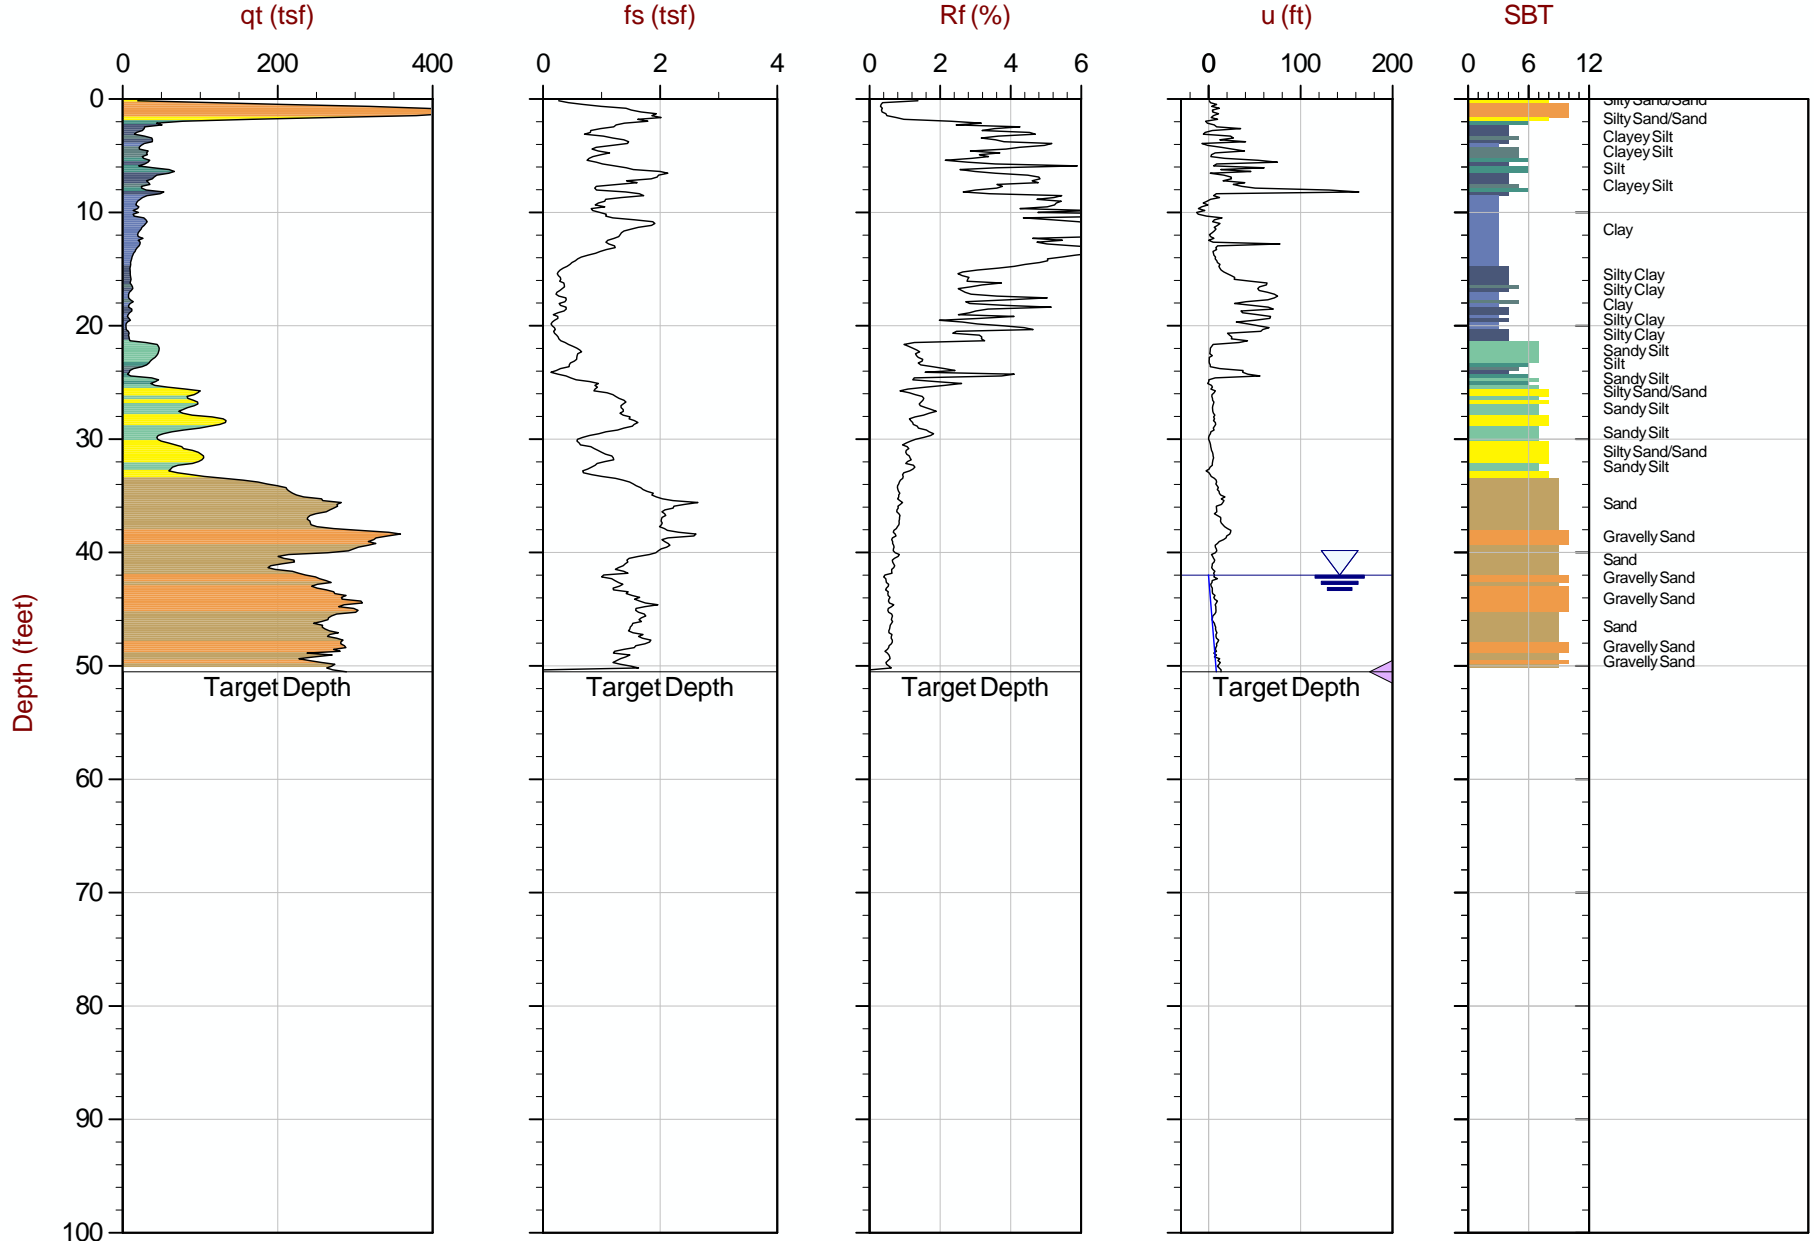 qt (tsf) fs (tsf) Rf (%) u (ft) SBT
0 200 400 0 2 4 0 2 4 6 0 100 200 0 6 12
0
Silty Sand/Sand
Silty Sand/Sand
Clayey Silt
Clayey Silt
Silt
Clayey Silt
10
Clay
Silty Clay
Silty Clay
Clay
Silty Clay
20
Silty Clay
Sandy Silt
Silt
Sandy Silt
Silty Sand/Sand
Sandy Silt
30
Sandy Silt
Silty Sand/Sand
Sandy Silt
Sand
Gravelly Sand
40
Sand
Gravelly Sand
Gravelly Sand
Sand
Gravelly Sand
50
Gravelly Sand
Target Depth Target Depth Target Depth Target Depth
Depth (feet)
60
70
80
90
100